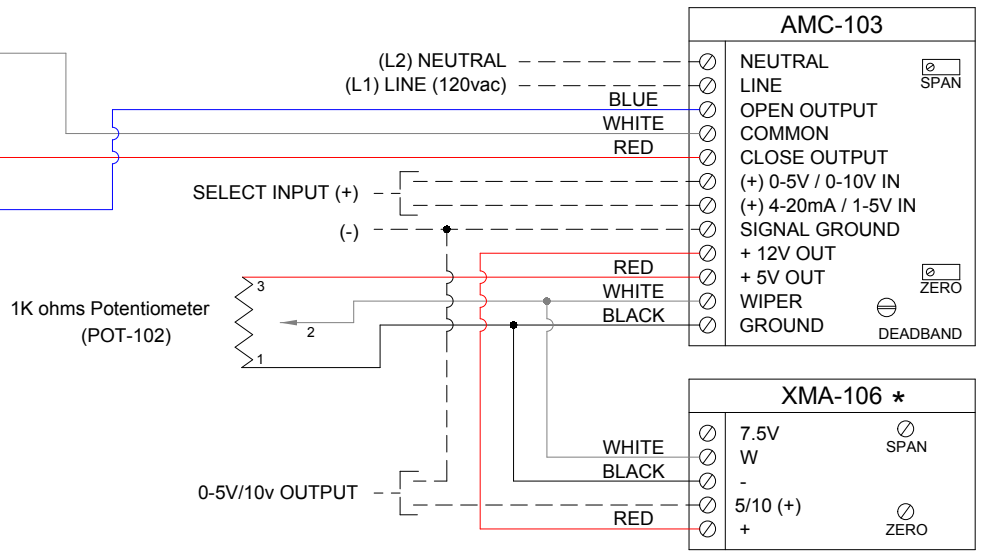 AMC-103
(L2) NEUTRAL
NEUTRAL
(L1) LINE (120vac)
LINE
SPAN
BLUE
OPEN OUTPUT
WHITE
COMMON
RED
CLOSE OUTPUT
SELECT INPUT (+)
(+) 0-5V / 0-10V IN
(+) 4-20mA / 1-5V IN
(-)
SIGNAL GROUND
+ 12V OUT
RED
+ 5V OUT
ZERO
WHITE
WIPER
BLACK
GROUND
DEADBAND
1K ohms Potentiometer
(POT-102)
3
2
1
XMA-106 *
7.5V
SPAN
WHITE
W
BLACK
-
0-5V/10v OUTPUT
5/10 (+)
RED
+
ZERO